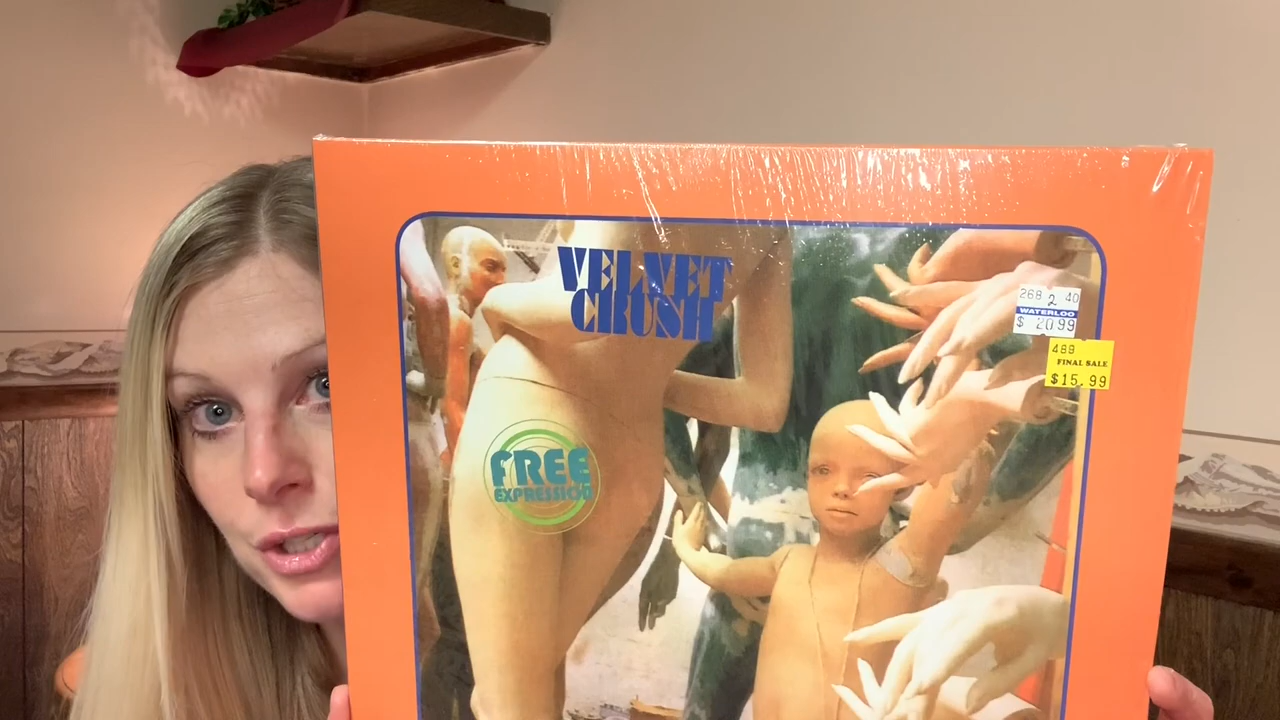 VELVET
CRUSH
268 2 40
WATERLOO
$ 20 99
489
FINAL SALE
$15.99
FREE
EXPRESSION